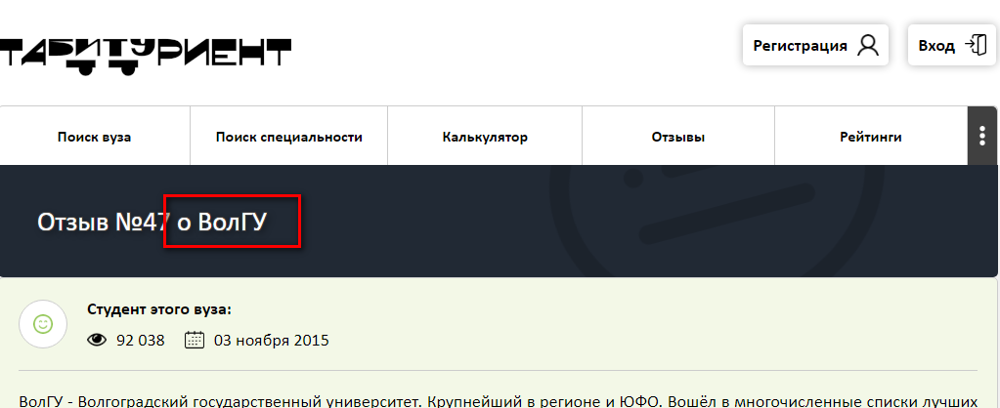 ТАБИТУРИЕНТ
Регистрация
Вход
Поиск вуза
Поиск специальности
Калькулятор
Отзывы
Рейтинги
Отзыв №47 о ВолГУ
Студент этого вуза:
92 038 03 ноября 2015
ВолГУ - Волгоградский государственный университет. Крупнейший в регионе и ЮФО. Вошёл в многочисленные списки лучших